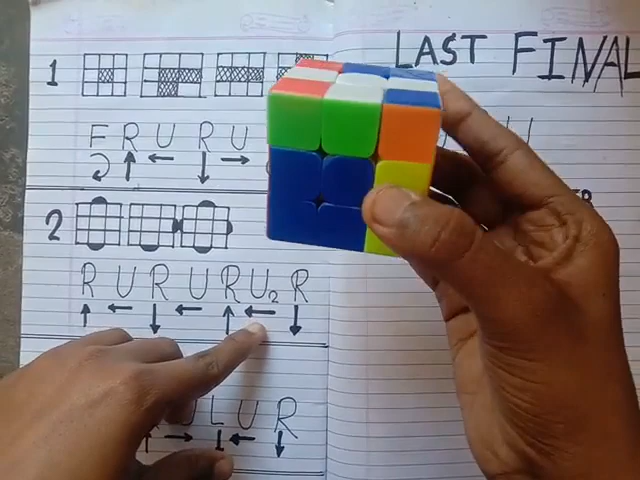 LAST FINAL
1
F R U R U
2
R U R U R U2 R
U L U R